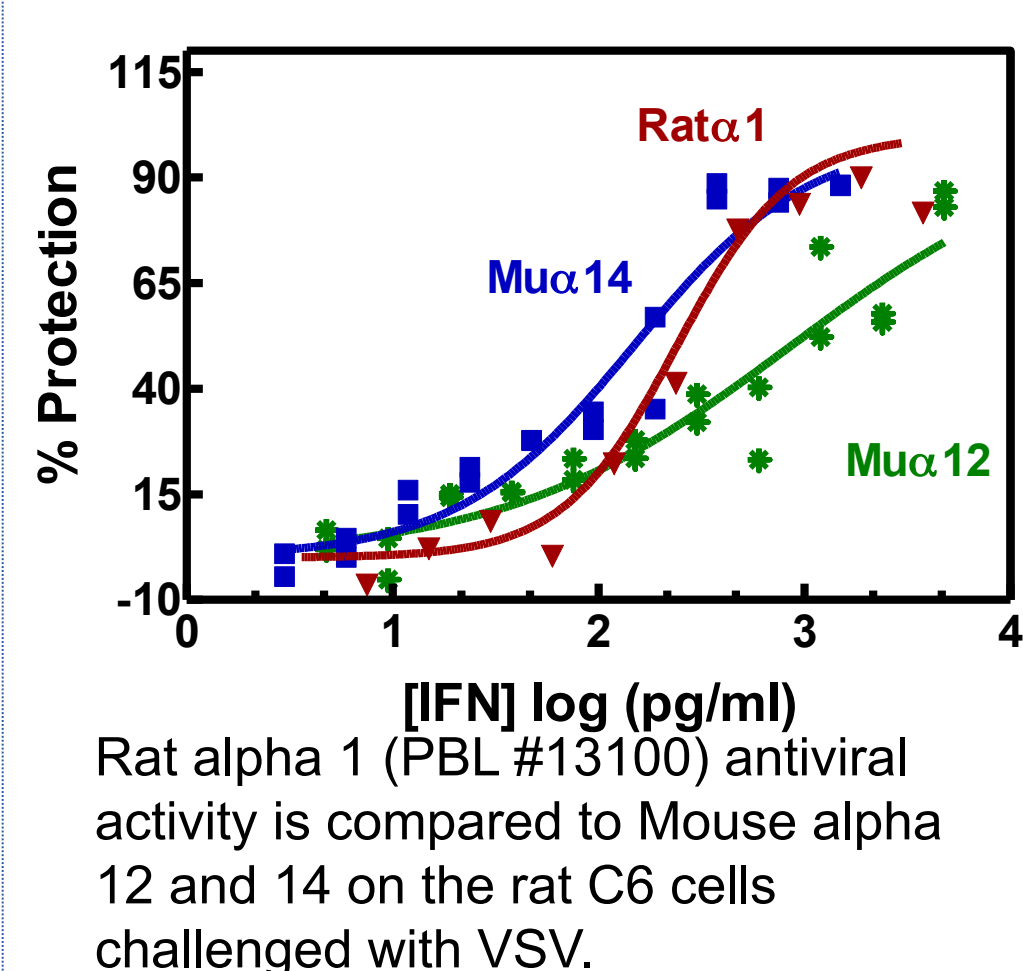 115
90
65
40
15
-10
% Protection
Ratα1
Muα14
Muα12
0 1 2 3 4
[IFN] log (pg/ml)
Rat alpha 1 (PBL #13100) antiviral
activity is compared to Mouse alpha
12 and 14 on the rat C6 cells
challenged with VSV.